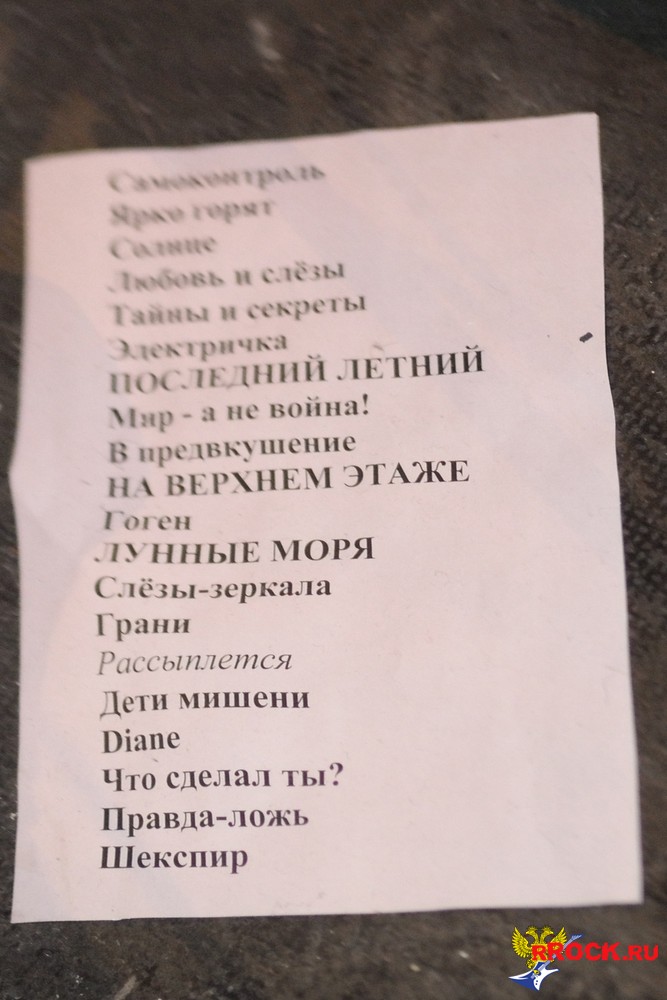 Самоконтроль
Ярко горят
Солнце
Любовь и слёзы
Тайны и секреты
Электричка
ПОСЛЕДНИЙ ЛЕТНИЙ
Мир - а не война!
В предвкушение
НА ВЕРХНЕМ ЭТАЖЕ
Гоген
ЛУННЫЕ МОРЯ
Слёзы-зеркала
Грани
Рассыплется
Дети мишени
Diane
Что сделал ты?
Правда-ложь
Шекспир
RROCK.RU